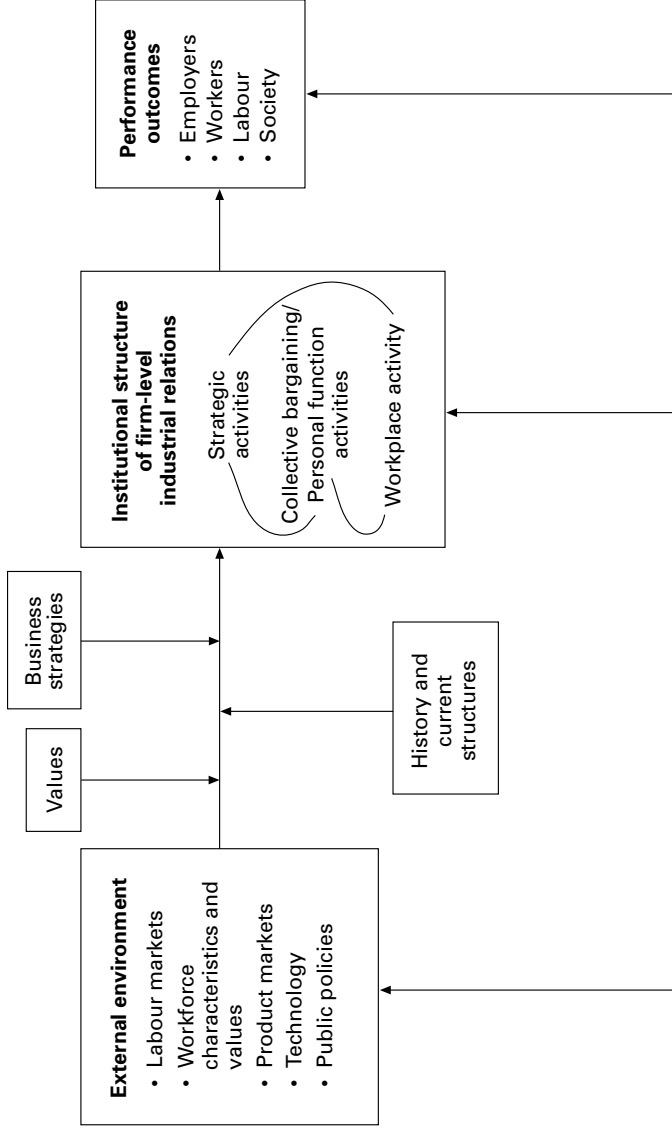 External environment
• Labour markets
• Workforce
characteristics and
values
• Product markets
• Technology
• Public policies
Values
Business
strategies
History and
current
structures
Institutional structure
of firm-level
industrial relations
Strategic
activities
Collective bargaining/
Personal function
activities
Workplace activity
Performance
outcomes
• Employers
• Workers
• Labour
• Society